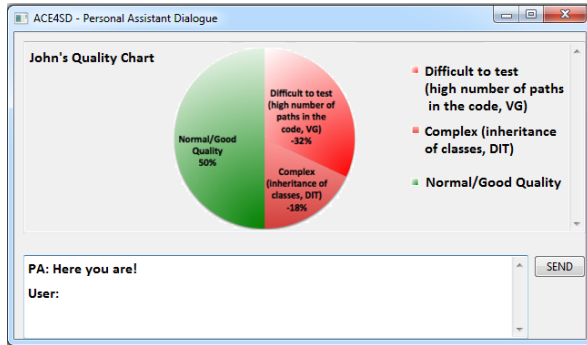 ACE4SD - Personal Assistant Dialogue
John's Quality Chart
Normal/Good
Quality
50%
Difficult to test
(high number of
paths in the
code, VG)
-32%
Complex
(inheritance of
classes, DIT)
-18%
Difficult to test
(high number of paths
in the code, VG)
Complex (inheritance
of classes, DIT)
Normal/Good Quality
PA: Here you are!
User:
SEND